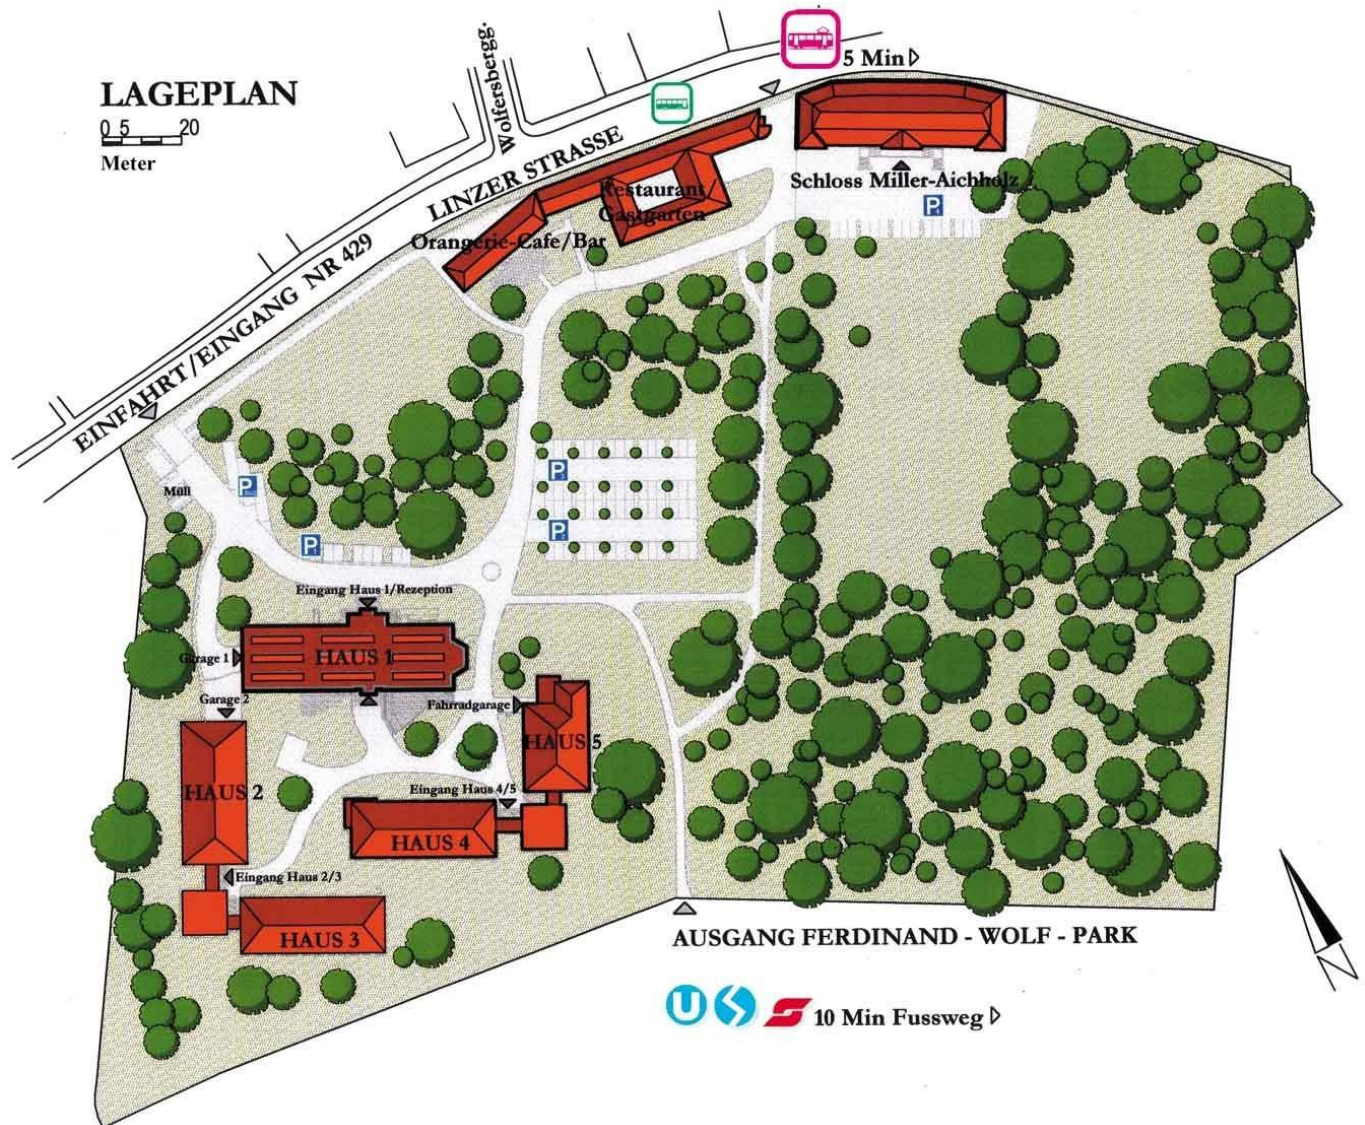 LAGEPLAN
0 5 20
Meter
Wolfersbergg.
5 Min
LINZER STRASSE
EINFAHRT/EINGANG NR 429
Restaurant/
Gastgarten
Orangerie-Cafe/Bar
Schloss Miller-Aichholz
P
Müll
P
P
P
P
Eingang Haus 1/Rezeption
Garage 1
HAUS 1
Garage 2
Fahrradgarage
HAUS 5
HAUS 2
Eingang Haus 4/5
HAUS 4
Eingang Haus 2/3
HAUS 3
N
AUSGANG FERDINAND - WOLF - PARK
U S 10 Min Fussweg